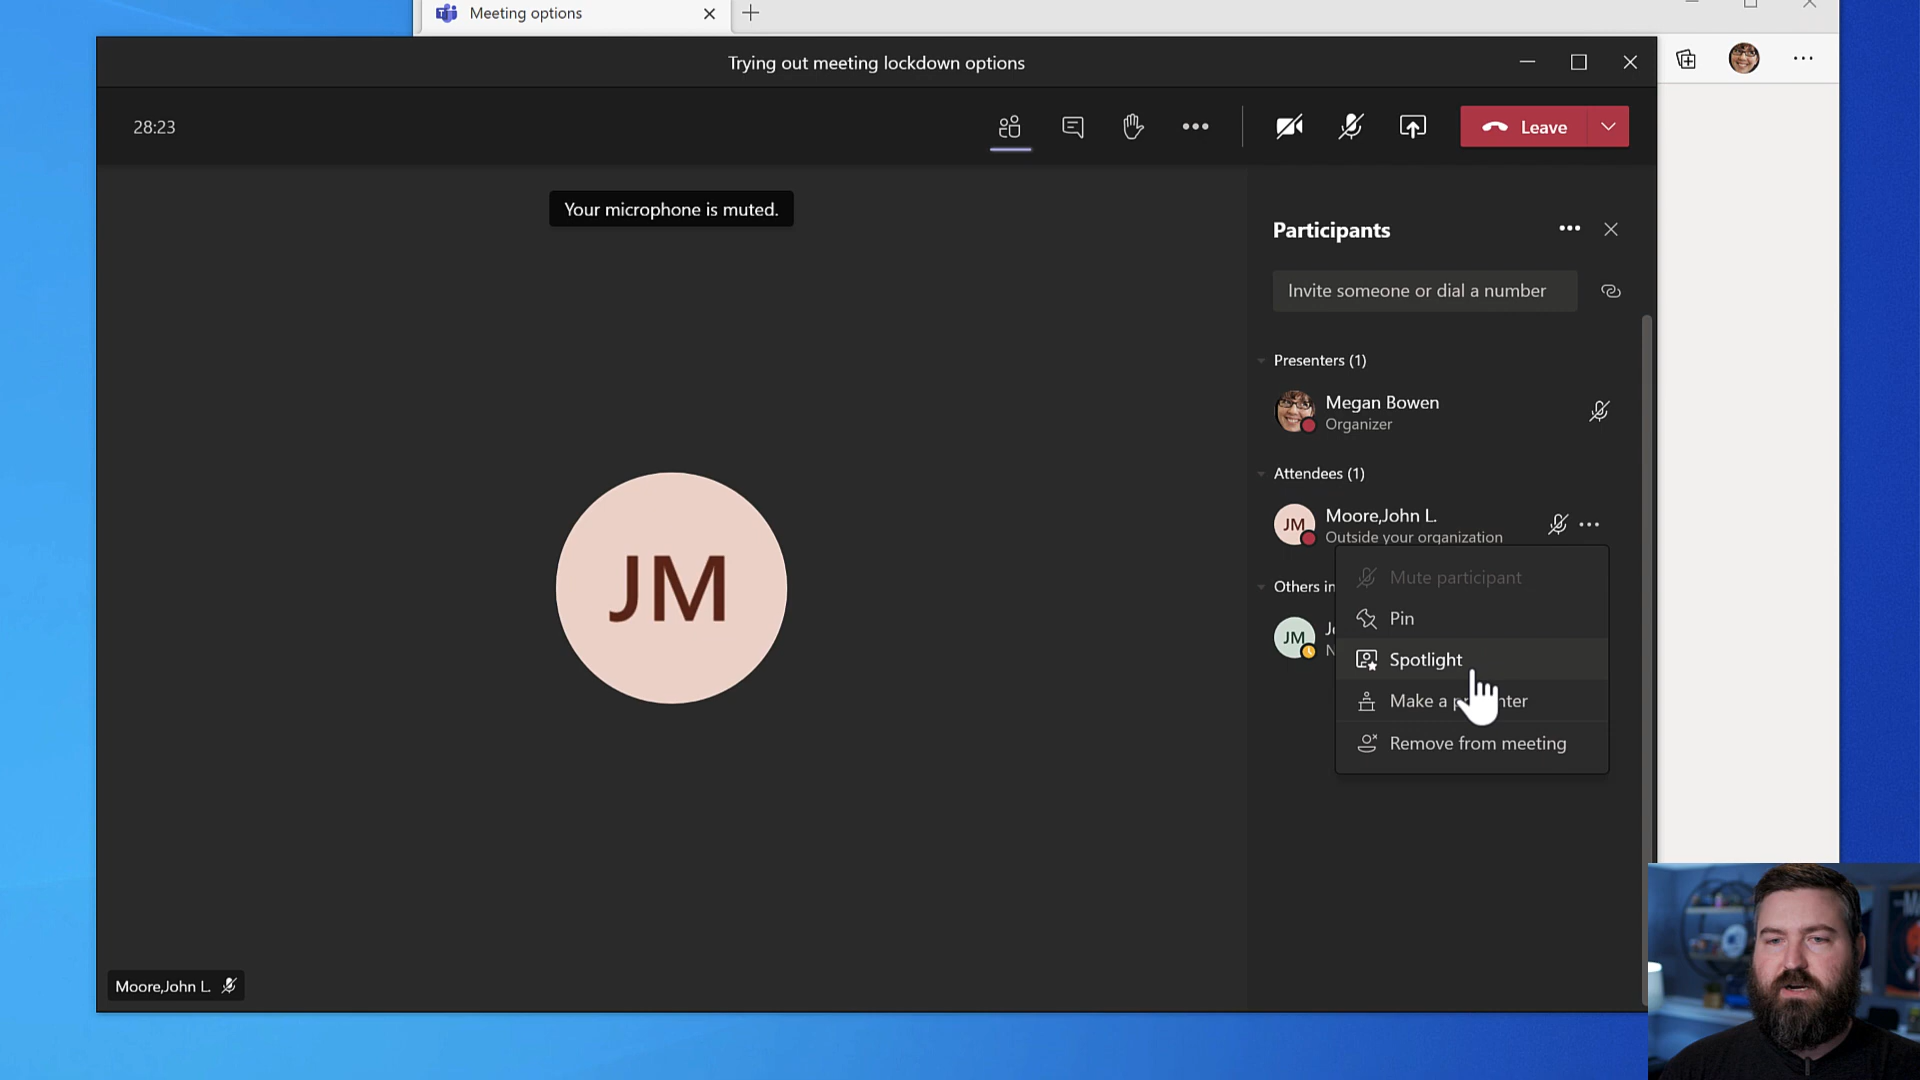 Meeting options
Trying out meeting lockdown options
28:23
Leave
Your microphone is muted.
Participants
Invite someone or dial a number
Presenters (1)
Megan Bowen
Organizer
Attendees (1)
Moore,John L.
JM
Outside your organization
Mute participant
Others in
Pin
JM
Spotlight
Make a
Remove from meeting
JM
Moore,John L.